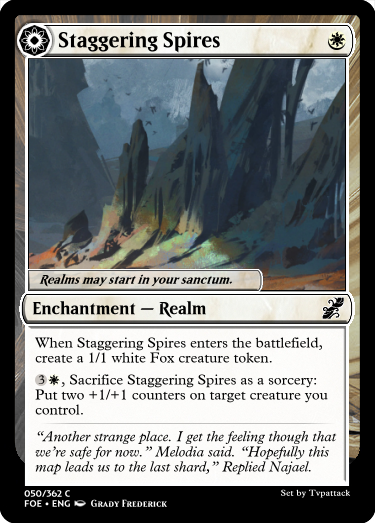 Staggering Spires
Realms may start in your sanctum.
Enchantment — Realm
When Staggering Spires enters the battlefield,
create a 1/1 white Fox creature token.
3, Sacrifice Staggering Spires as a sorcery:
Put two +1/+1 counters on target creature you
control.
“Another strange place. I get the feeling though that
we’re safe for now.” Melodia said. “Hopefully this
map leads us to the last shard,” Replied Najael.
050/362 C
FOE • ENG Grady Frederick
Set by Tvpattack